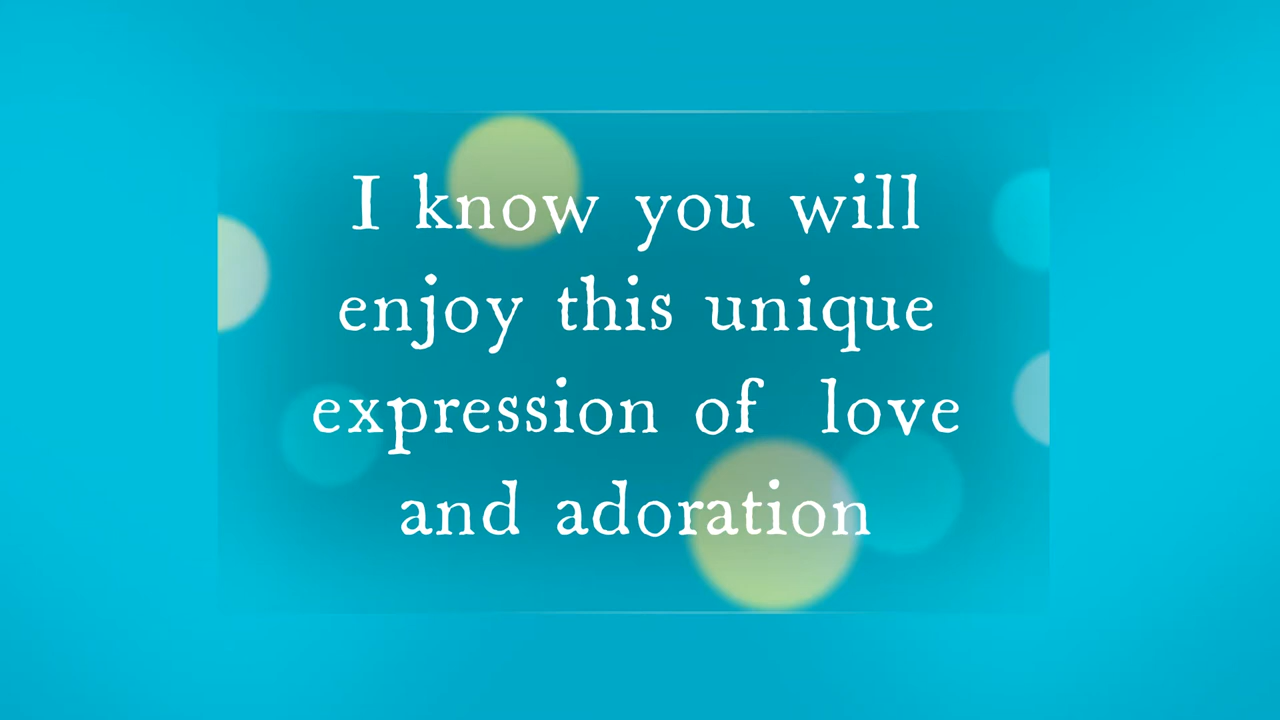 I know you will
enjoy this unique
expression of love
and adoration